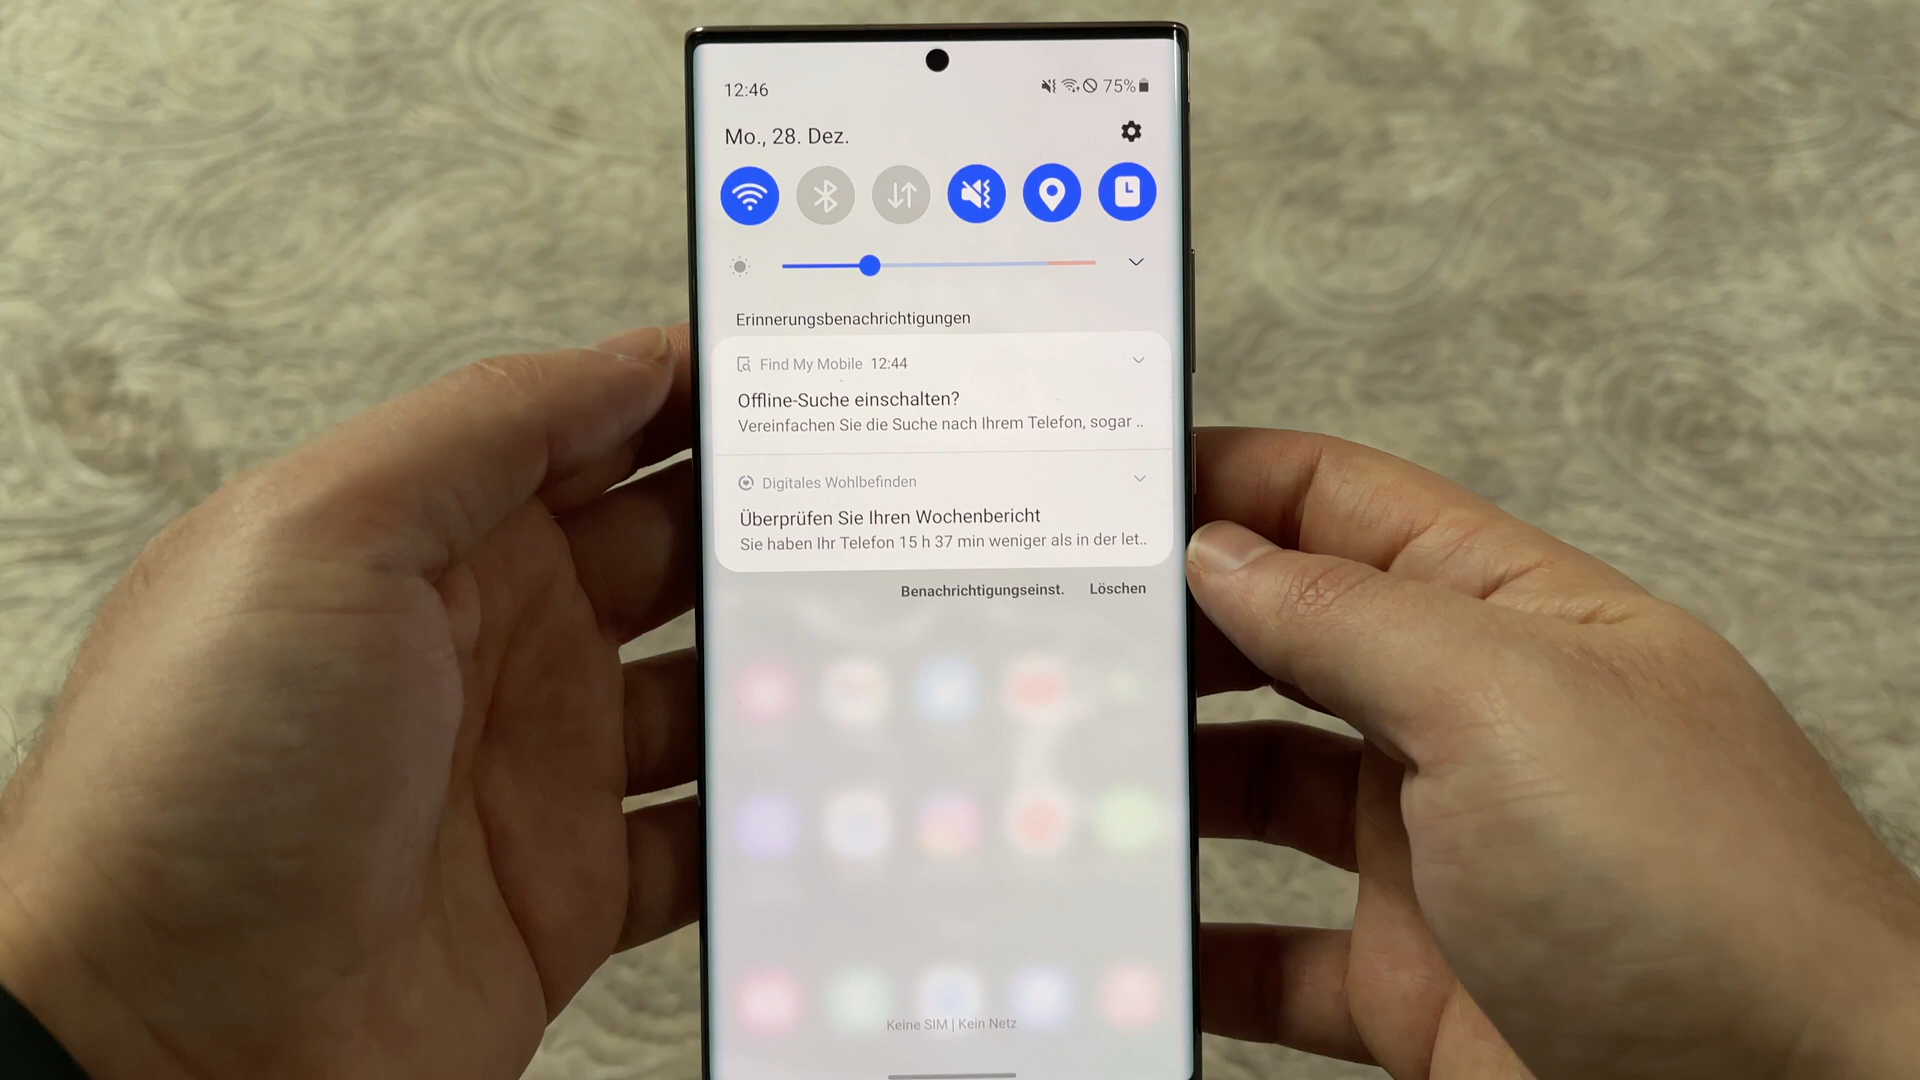 12:46
75%
Mo., 28. Dez.
Erinnerungsbenachrichtigungen
Find My Mobile 12:44
Offline-Suche einschalten?
Vereinfachen Sie die Suche nach Ihrem Telefon, sogar ..
Digitales Wohlbefinden
Überprüfen Sie Ihren Wochenbericht
Sie haben Ihr Telefon 15 h 37 min weniger als in der let..
Benachrichtigungseinst. Löschen
Keine SIM | Kein Netz